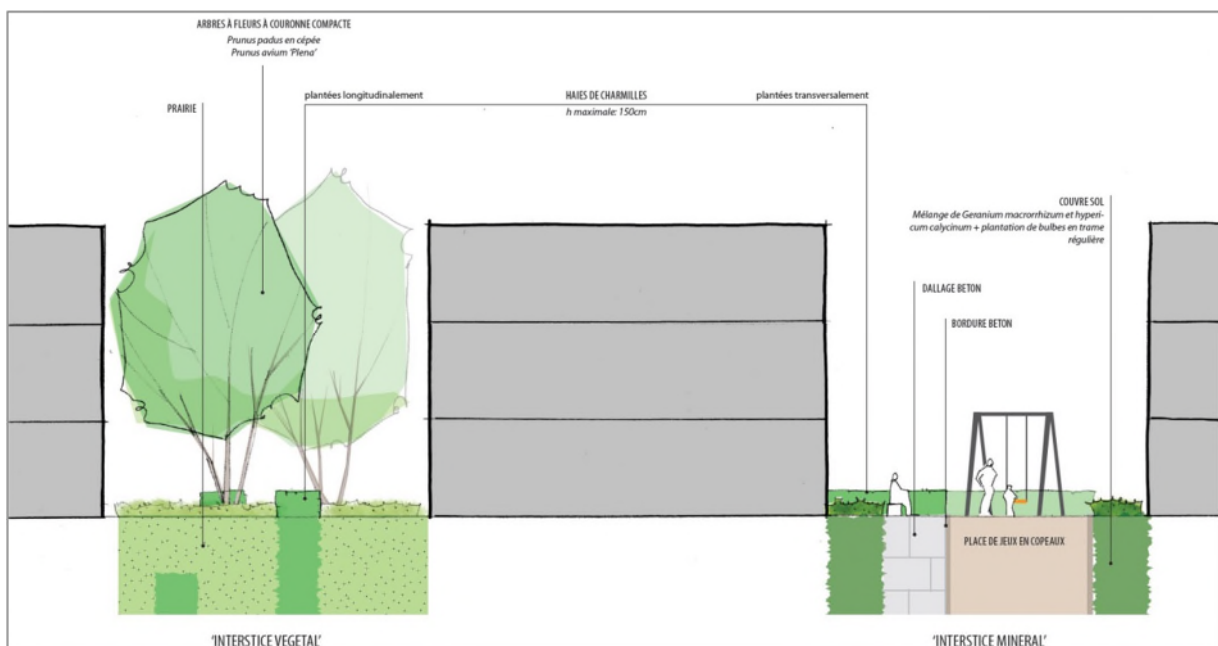 ARBRES À FLEURS À COURONNE COMPACTE
Prunus padus en cépée
Prunus avium 'Plena'
PRAIRIE
plantées longitudinalement
HAIES DE CHARMILLES
plantées transversalement
h maximale: 150cm
COUVRE SOL
Mélange de Geranium macrorrhizum et hyperi-
cum calycinum + plantation de bulbes en trame
régulière
DALLAGE BETON
BORDURE BETON
PLACE DE JEUX EN COPEAUX
'INTERSTICE VEGETAL'
'INTERSTICE MINERAL'